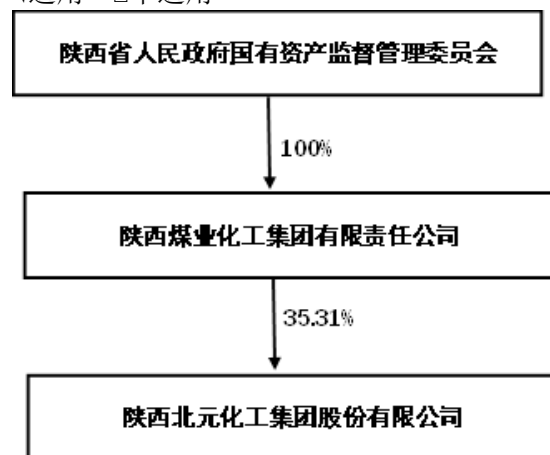 陕西省人民政府国有资产监督管理委员会
100%
陕西煤业化工集团有限责任公司
35.31%
陕西北元化工集团股份有限公司